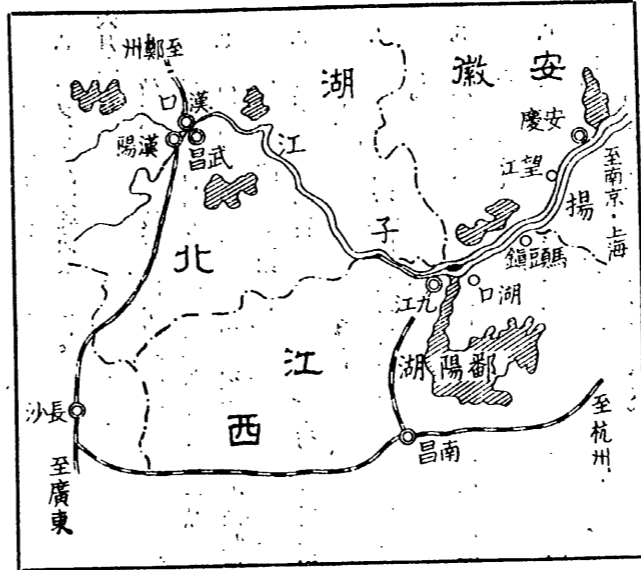 安徽
湖北
至鄭州
漢口
漢陽
武昌
安慶
望江
揚子江
至南京・上海
馬頭鎭
湖口
九江
鄱陽湖
江西
長沙
南昌
至杭州
至廣東